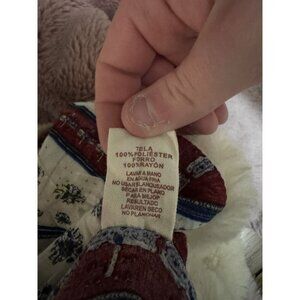 TELA
100% POLIÉSTER
FORRO
100% RAYON
LAVAR A MANO
EN AGUA FRIA
NO USAR BLANQUEADOR
SECAR EN PLANO
PARA MEJOR
RESULTADO
LAVAR EN SECO
NO PLANCHAR